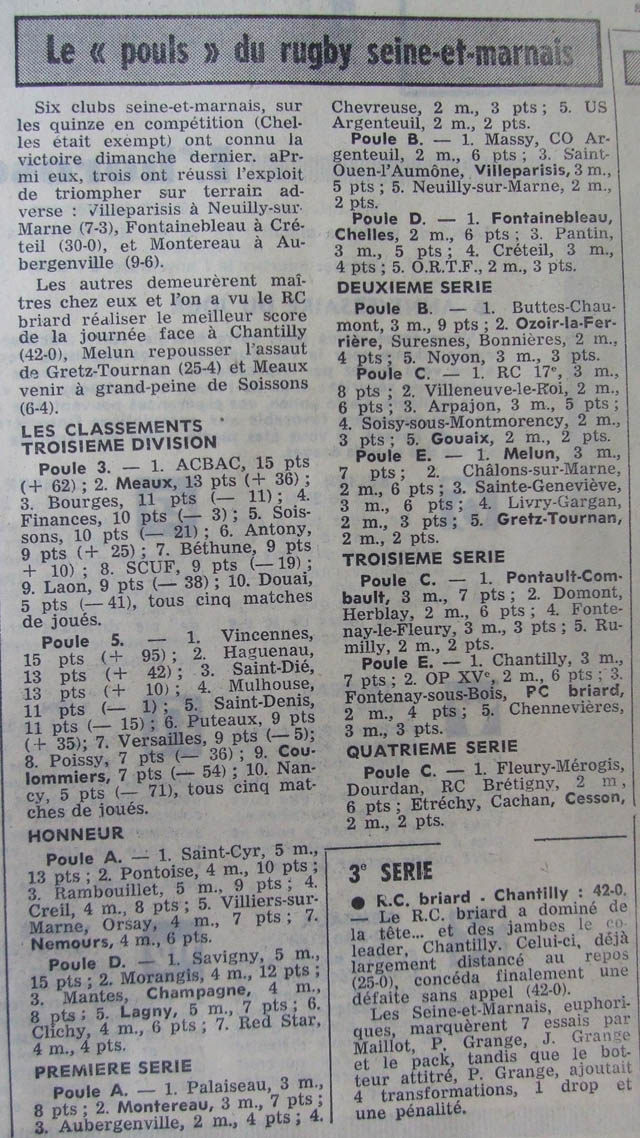 Le « pouls » du rugby seine-et-marnais
Six clubs seine-et-marnais, sur
les quinze en compétition (Chel-
les était exempt) ont connu la
victoire dimanche dernier. aPr-
mi eux, trois ont réussi l'exploit
de triompher sur terrain ad-
verse : Villeparisis à Neuilly-sur-
Marne (7-3), Fontainebleau à Cré-
teil (30-0), et Montereau à Au-
bergenville (9-6).
Les autres demeurèrent maî-
tres chez eux et l'on a vu le RC
briard réaliser le meilleur score
de la journée face à Chantilly
(42-0), Melun repousser l'assaut
de Gretz-Tournan (25-4) et Meaux
venir à grand-peine de Soissons
(6-4).
LES CLASSEMENTS
TROISIEME DIVISION
Poule 3. — 1. ACBAC, 15 pts
(+ 62) ; 2. Meaux, 13 pts (+ 36) ;
3. Bourges, 11 pts (— 11) ; 4.
Finances, 10 pts (— 3) ; 5. Sois-
sons, 10 pts (— 21) ; 6. Antony,
9 pts (+ 25) ; 7. Béthune, 9 pts
+ 10) ; 8. SCUF, 9 pts (—19) ;
9. Laon, 9 pts (— 38) ; 10. Douai,
5 pts (— 41), tous cinq matches
de joués.
Poule 5. — 1. Vincennes,
15 pts (+ 95) ; 2. Haguenau,
13 pts (+ 42) ; 3. Saint-Dié,
13 pts (+ 10) ; 4. Mulhouse,
11 pts (— 1) ; 5. Saint-Denis,
11 pts (— 15) ; 6. Puteaux, 9 pts
(+ 35) ; 7. Versailles, 9 pts (— 5) ;
8. Poissy, 7 pts (— 36) ; 9. Cou-
lommiers, 7 pts (— 54) ; 10. Nan-
cy, 5 pts (— 71), tous cinq mat-
ches de joués.
HONNEUR
Poule A. — 1. Saint-Cyr, 5 m.,
13 pts ; 2. Pontoise, 4 m., 10 pts ;
3. Rambouillet, 5 m., 9 pts ; 4.
Creil, 4 m., 8 pts ; 5. Villiers-sur-
Marne, Orsay, 4 m., 7 pts ; 7.
Nemours, 4 m., 6 pts.
Poule D. — 1. Savigny, 5 m.,
15 pts ; 2. Morangis, 4 m., 12 pts ;
3. Mantes, Champagne, 4 m.,
8 pts ; 5. Lagny, 5 m., 7 pts ; 6.
Clichy, 4 m., 6 pts ; 7. Red Star,
4 m., 4 pts.
PREMIERE SERIE
Poule A. — 1. Palaiseau, 3 m.,
8 pts ; 2. Montereau, 3 m., 7 pts ;
3. Aubergenville, 2 m., 4 pts ; 4.
Chevreuse, 2 m., 3 pts ; 5. US
Argenteuil, 2 m., 2 pts.
Poule B. — 1. Massy, CO Ar-
genteuil, 2 m., 6 pts ; 3. Saint-
Ouen-l'Aumône, Villeparisis, 3 m.,
5 pts ; 5. Neuilly-sur-Marne, 2 m.,
2 pts.
Poule D. — 1. Fontainebleau,
Chelles, 2 m., 6 pts ; 3. Pantin,
3 m., 5 pts ; 4. Créteil, 3 m.,
4 pts ; 5. O.R.T.F., 2 m., 3 pts.
DEUXIEME SERIE
Poule B. — 1. Buttes-Chau-
mont, 3 m., 9 pts ; 2. Ozoir-la-Fer-
rière, Suresnes, Bonnières, 2 m.,
4 pts ; 5. Noyon, 3 m., 3 pts.
Poule C. — 1. RC 17e, 3 m.,
8 pts ; 2. Villeneuve-le-Roi, 2 m.,
6 pts ; 3. Arpajon, 3 m., 5 pts ;
4. Soisy-sous-Montmorency, 2 m.,
3 pts ; 5. Gouaix, 2 m., 2 pts.
Poule E. — 1. Melun, 3 m.,
7 pts ; 2. Châlons-sur-Marne,
2 m., 6 pts ; 3. Sainte-Geneviève,
3 m., 6 pts ; 4. Livry-Gargan,
2 m., 3 pts ; 5. Gretz-Tournan,
2 m., 2 pts.
TROISIEME SERIE
Poule C. — 1. Pontault-Com-
bault, 3 m., 7 pts ; 2. Domont,
Herblay, 2 m., 6 pts ; 4. Fonte-
nay-le-Fleury, 3 m., 3 pts ; 5. Ru-
milly, 2 m., 2 pts.
Poule E. — 1. Chantilly, 3 m.,
7 pts ; 2. OP XVe, 2 m., 6 pts ; 3.
Fontenay-sous-Bois, PC briard,
2 m., 4 pts ; 5. Chennevières,
3 m., 3 pts.
QUATRIEME SERIE
Poule C. — 1. Fleury-Mérogis,
Dourdan, RC Brétigny, 2 m.,
6 pts ; Etréchy, Cachan, Cesson,
2 m., 2 pts.
3e SERIE
● R.C. briard - Chantilly : 42-0.
— Le R.C. briard a dominé de
la tête... et des jambes le co-
leader, Chantilly. Celui-ci, déjà
largement distancé au repos
(25-0), concéda finalement une
défaite sans appel (42-0).
Les Seine-et-Marnais, euphori-
ques, marquèrent 7 essais par
Maillot, P. Grange, J. Grange
et le pack, tandis que le bot-
teur attitré, P. Grange, ajoutait
4 transformations, 1 drop et
une pénalité.